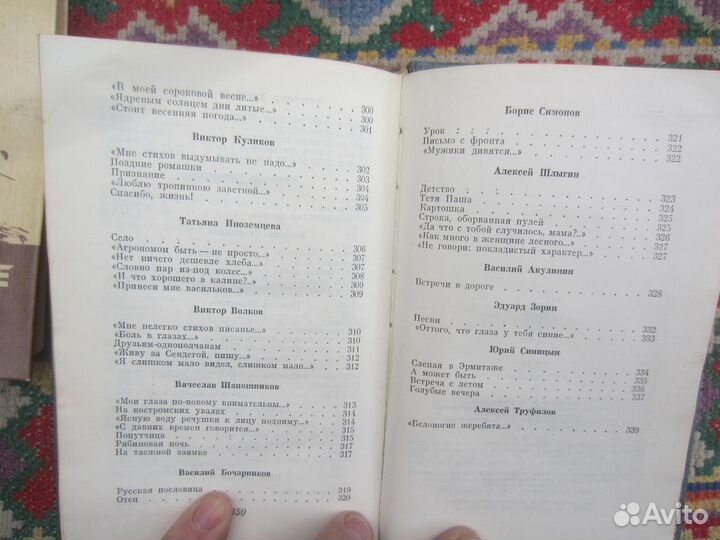 «В моей сороковой весне...» 300
«Ядреным солнцем дни литые...» 300
«Стоит весенняя погода...» 301
Виктор Куликов
«Мне стихов выдумывать не надо...» 302
Поздние ромашки 303
Признание 304
«Люблю тропинкою заветной...» 304
Спасибо, жизнь! 305
Татьяна Иноземцева
Село 306
«Агрономом быть — не просто...» 307
«Нет ничего дешевле хлеба...» 307
«Словно пар из-под колес...» 308
«И что хорошего в калине?..» 309
«Принеси мне васильков...» 309
Виктор Волков
«Мне нелегко стихов писанье...» 310
«Боль в глазах...» 310
Друзьям-однополчанам 311
«Живу за Сендегой, пишу...» 312
«Я слишком мало видел, слишком мало...» 312
Вячеслав Шапошников
«Мои глаза по-новому внимательны...» 313
На костромских увалах 314
«Ясную воду речушки к лицу подниму...» 314
«С давних времен говорится...» 315
Попутчица 315
Рябиновая ночь 317
На таежной заимке 317
Василий Бочарников
Русская пословица 319
Отец 320
350
Борис Симонов
Урок 321
Письмо с фронта 322
«Мужики дивятся...» 322
Алексей Шлыгин
Детство 323
Тетя Паша 324
Картошка 325
Строка, оборванная пулей 325
«Да что с тобой случилось, мама?..» 326
«Как много в женщине лесного...» 327
«Не говори: покладистый характер...» 327
Василий Акулинин
Встречи в дороге 328
Эдуард Зорин
Песни 332
«Оттого, что глаза у тебя синие...» 333
Юрий Синицын
Слепая в Эрмитаже 334
А может быть 335
Встреча с летом 336
Голубые вечера 337
Алексей Труфилов
«Белоногие жеребята...» 339
Avito